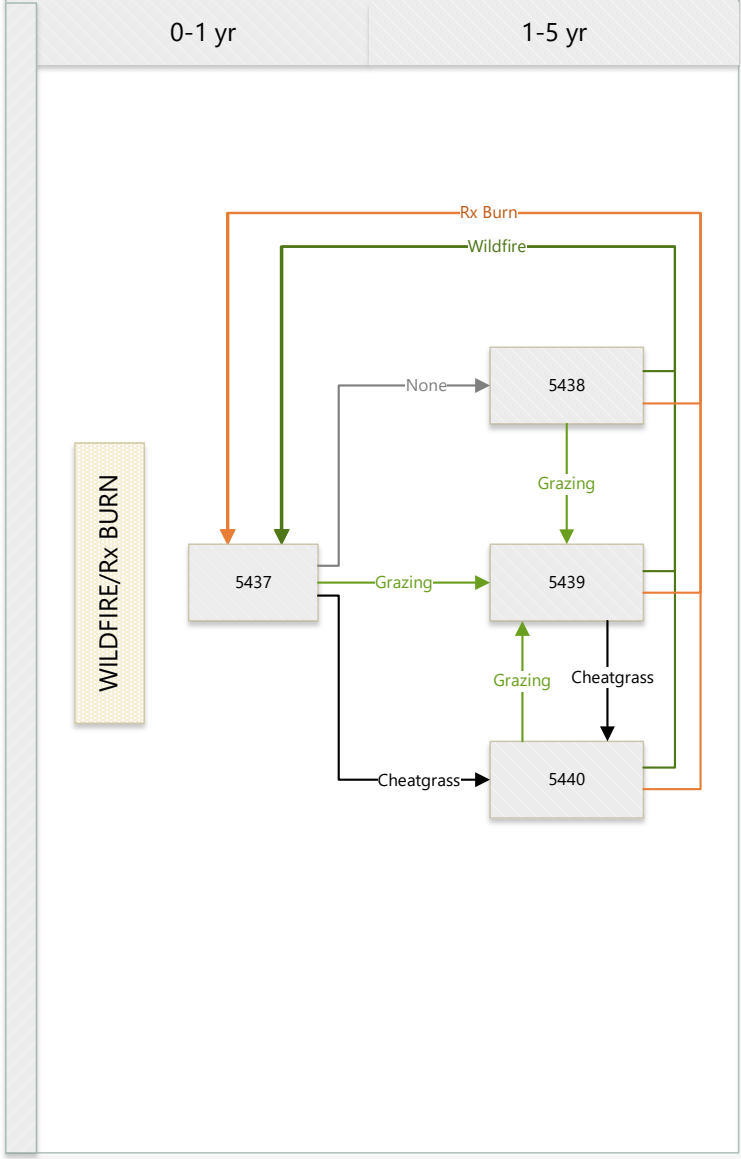 0-1 yr
1-5 yr
Rx Burn
Wildfire
None
5438
Grazing
WILDFIRE/Rx BURN
5437
Grazing
5439
Grazing
Cheatgrass
Cheatgrass
5440